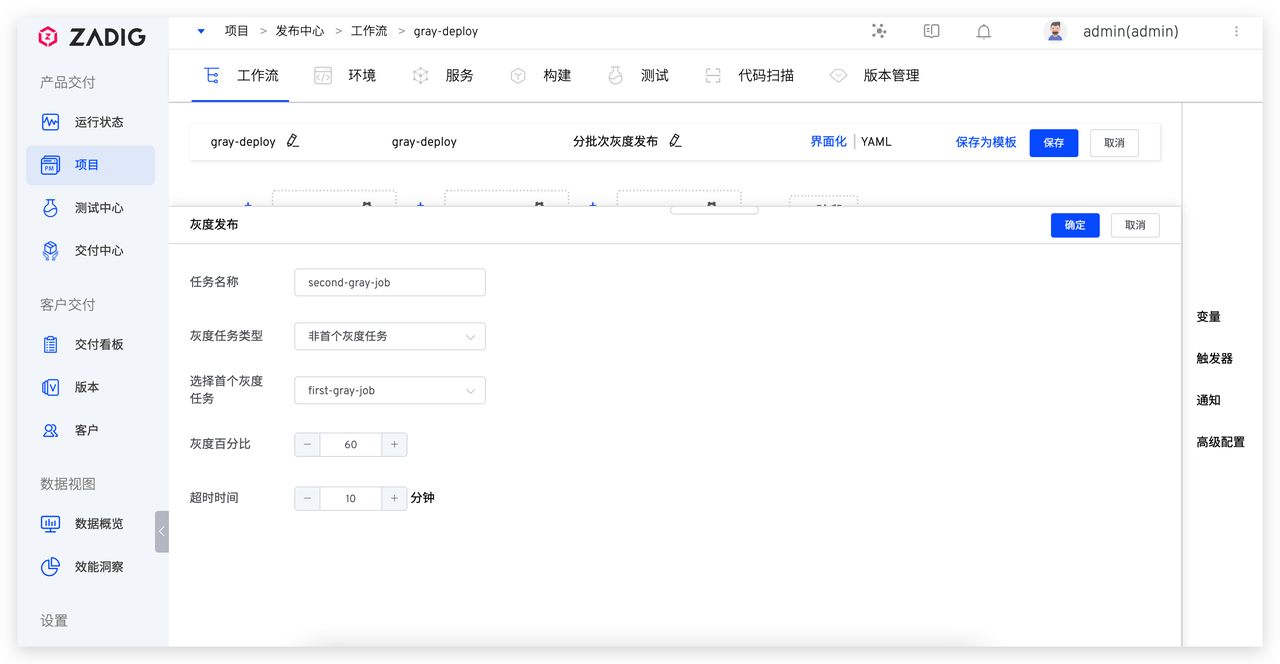 ZADIG
项目 > 发布中心 > 工作流 > gray-deploy
admin(admin)
产品交付
运行状态
项目
测试中心
交付中心
客户交付
交付看板
版本
客户
数据视图
数据概览
效能洞察
设置
工作流 环境 服务 构建 测试 代码扫描 版本管理
gray-deploy gray-deploy 分批次灰度发布 界面化 | YAML 保存为模板 保存 取消
灰度发布 确定 取消
任务名称 second-gray-job
灰度任务类型 非首个灰度任务
选择首个灰度
任务
first-gray-job
灰度百分比 − 60 +
超时时间 − 10 + 分钟
变量
触发器
通知
高级配置